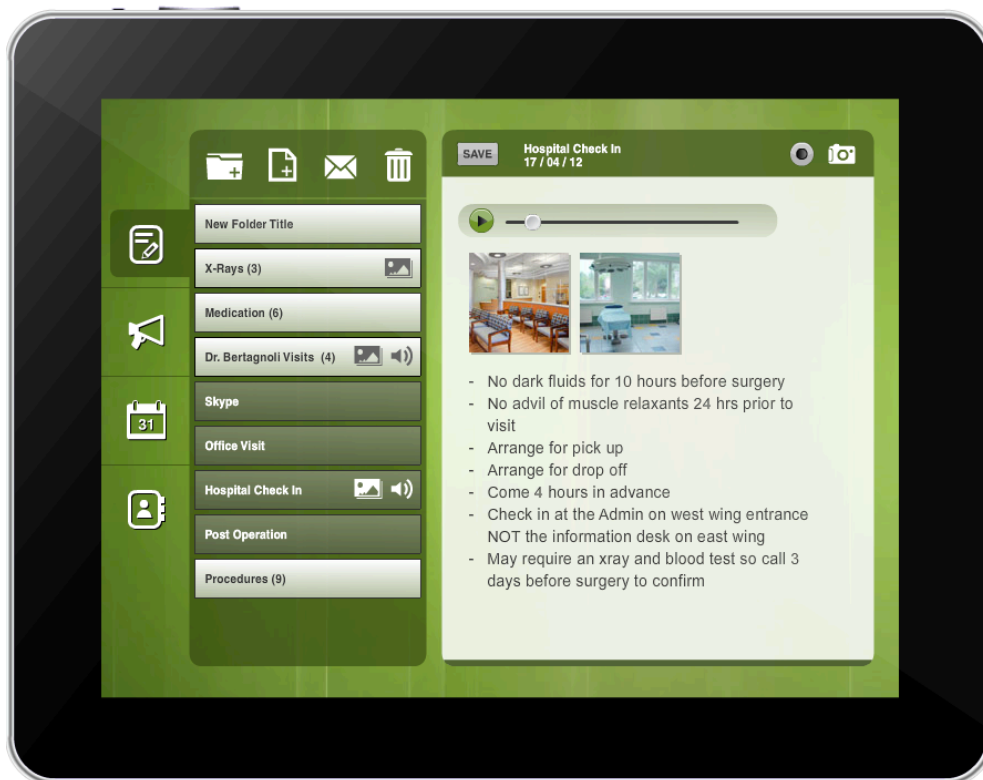 SAVE
Hospital Check In
17 / 04 / 12
New Folder Title
X-Rays (3)
Medication (6)
Dr. Bertagnoli Visits (4)
Skype
Office Visit
Hospital Check In
Post Operation
Procedures (9)
31
- No dark fluids for 10 hours before surgery
- No advil of muscle relaxants 24 hrs prior to
visit
- Arrange for pick up
- Arrange for drop off
- Come 4 hours in advance
- Check in at the Admin on west wing entrance
NOT the information desk on east wing
- May require an xray and blood test so call 3
days before surgery to confirm